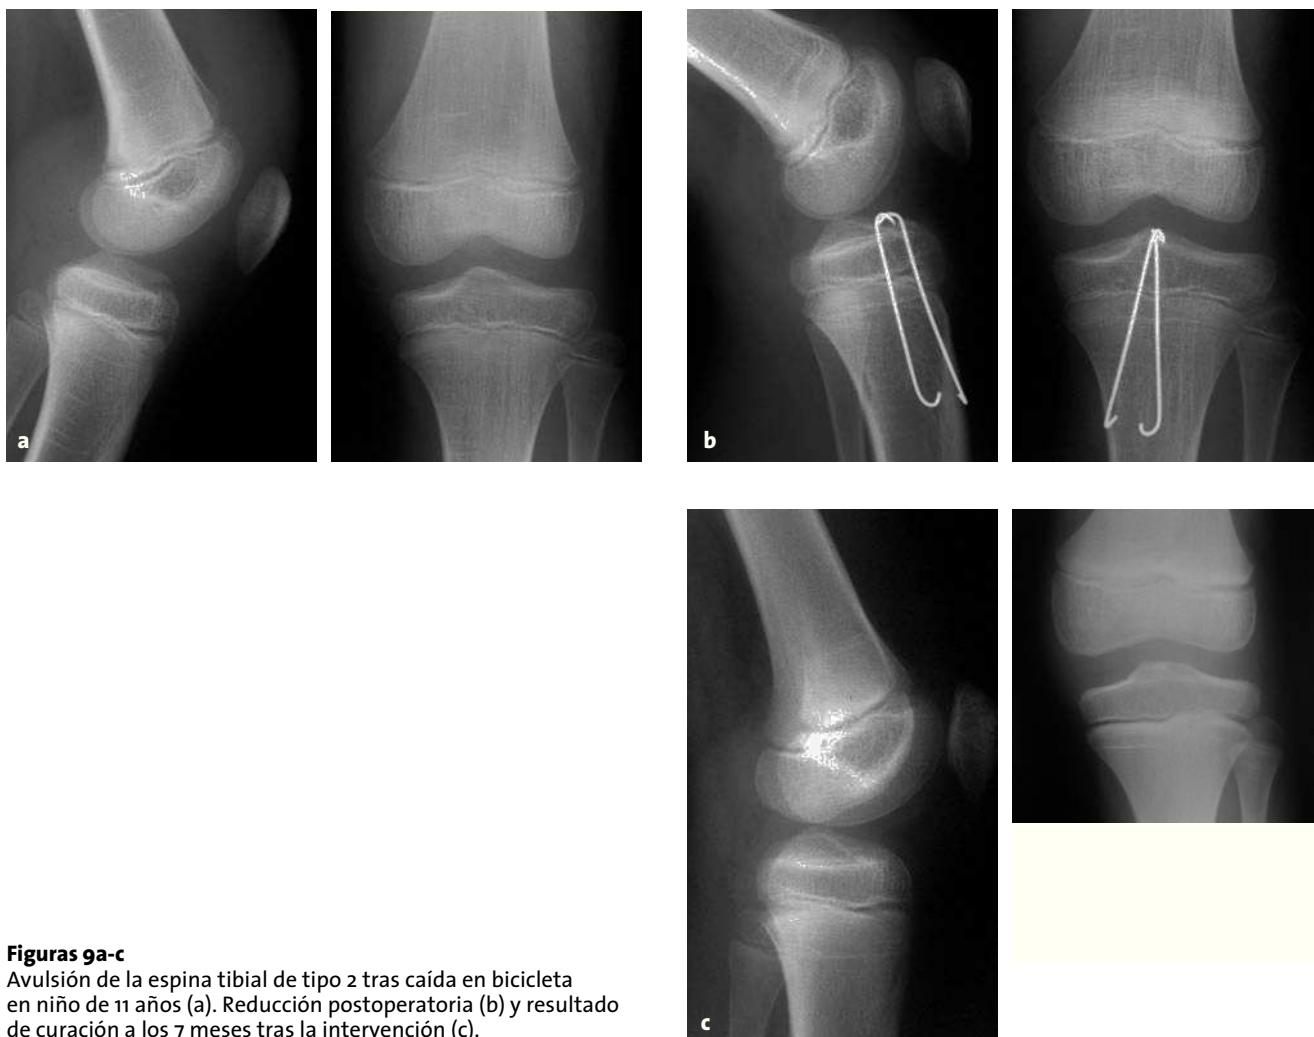 a
b
c
Figuras 9a-c
Avulsión de la espina tibial de tipo 2 tras caída en bicicleta
en niño de 11 años (a). Reducción postoperatoria (b) y resultado
de curación a los 7 meses tras la intervención (c).